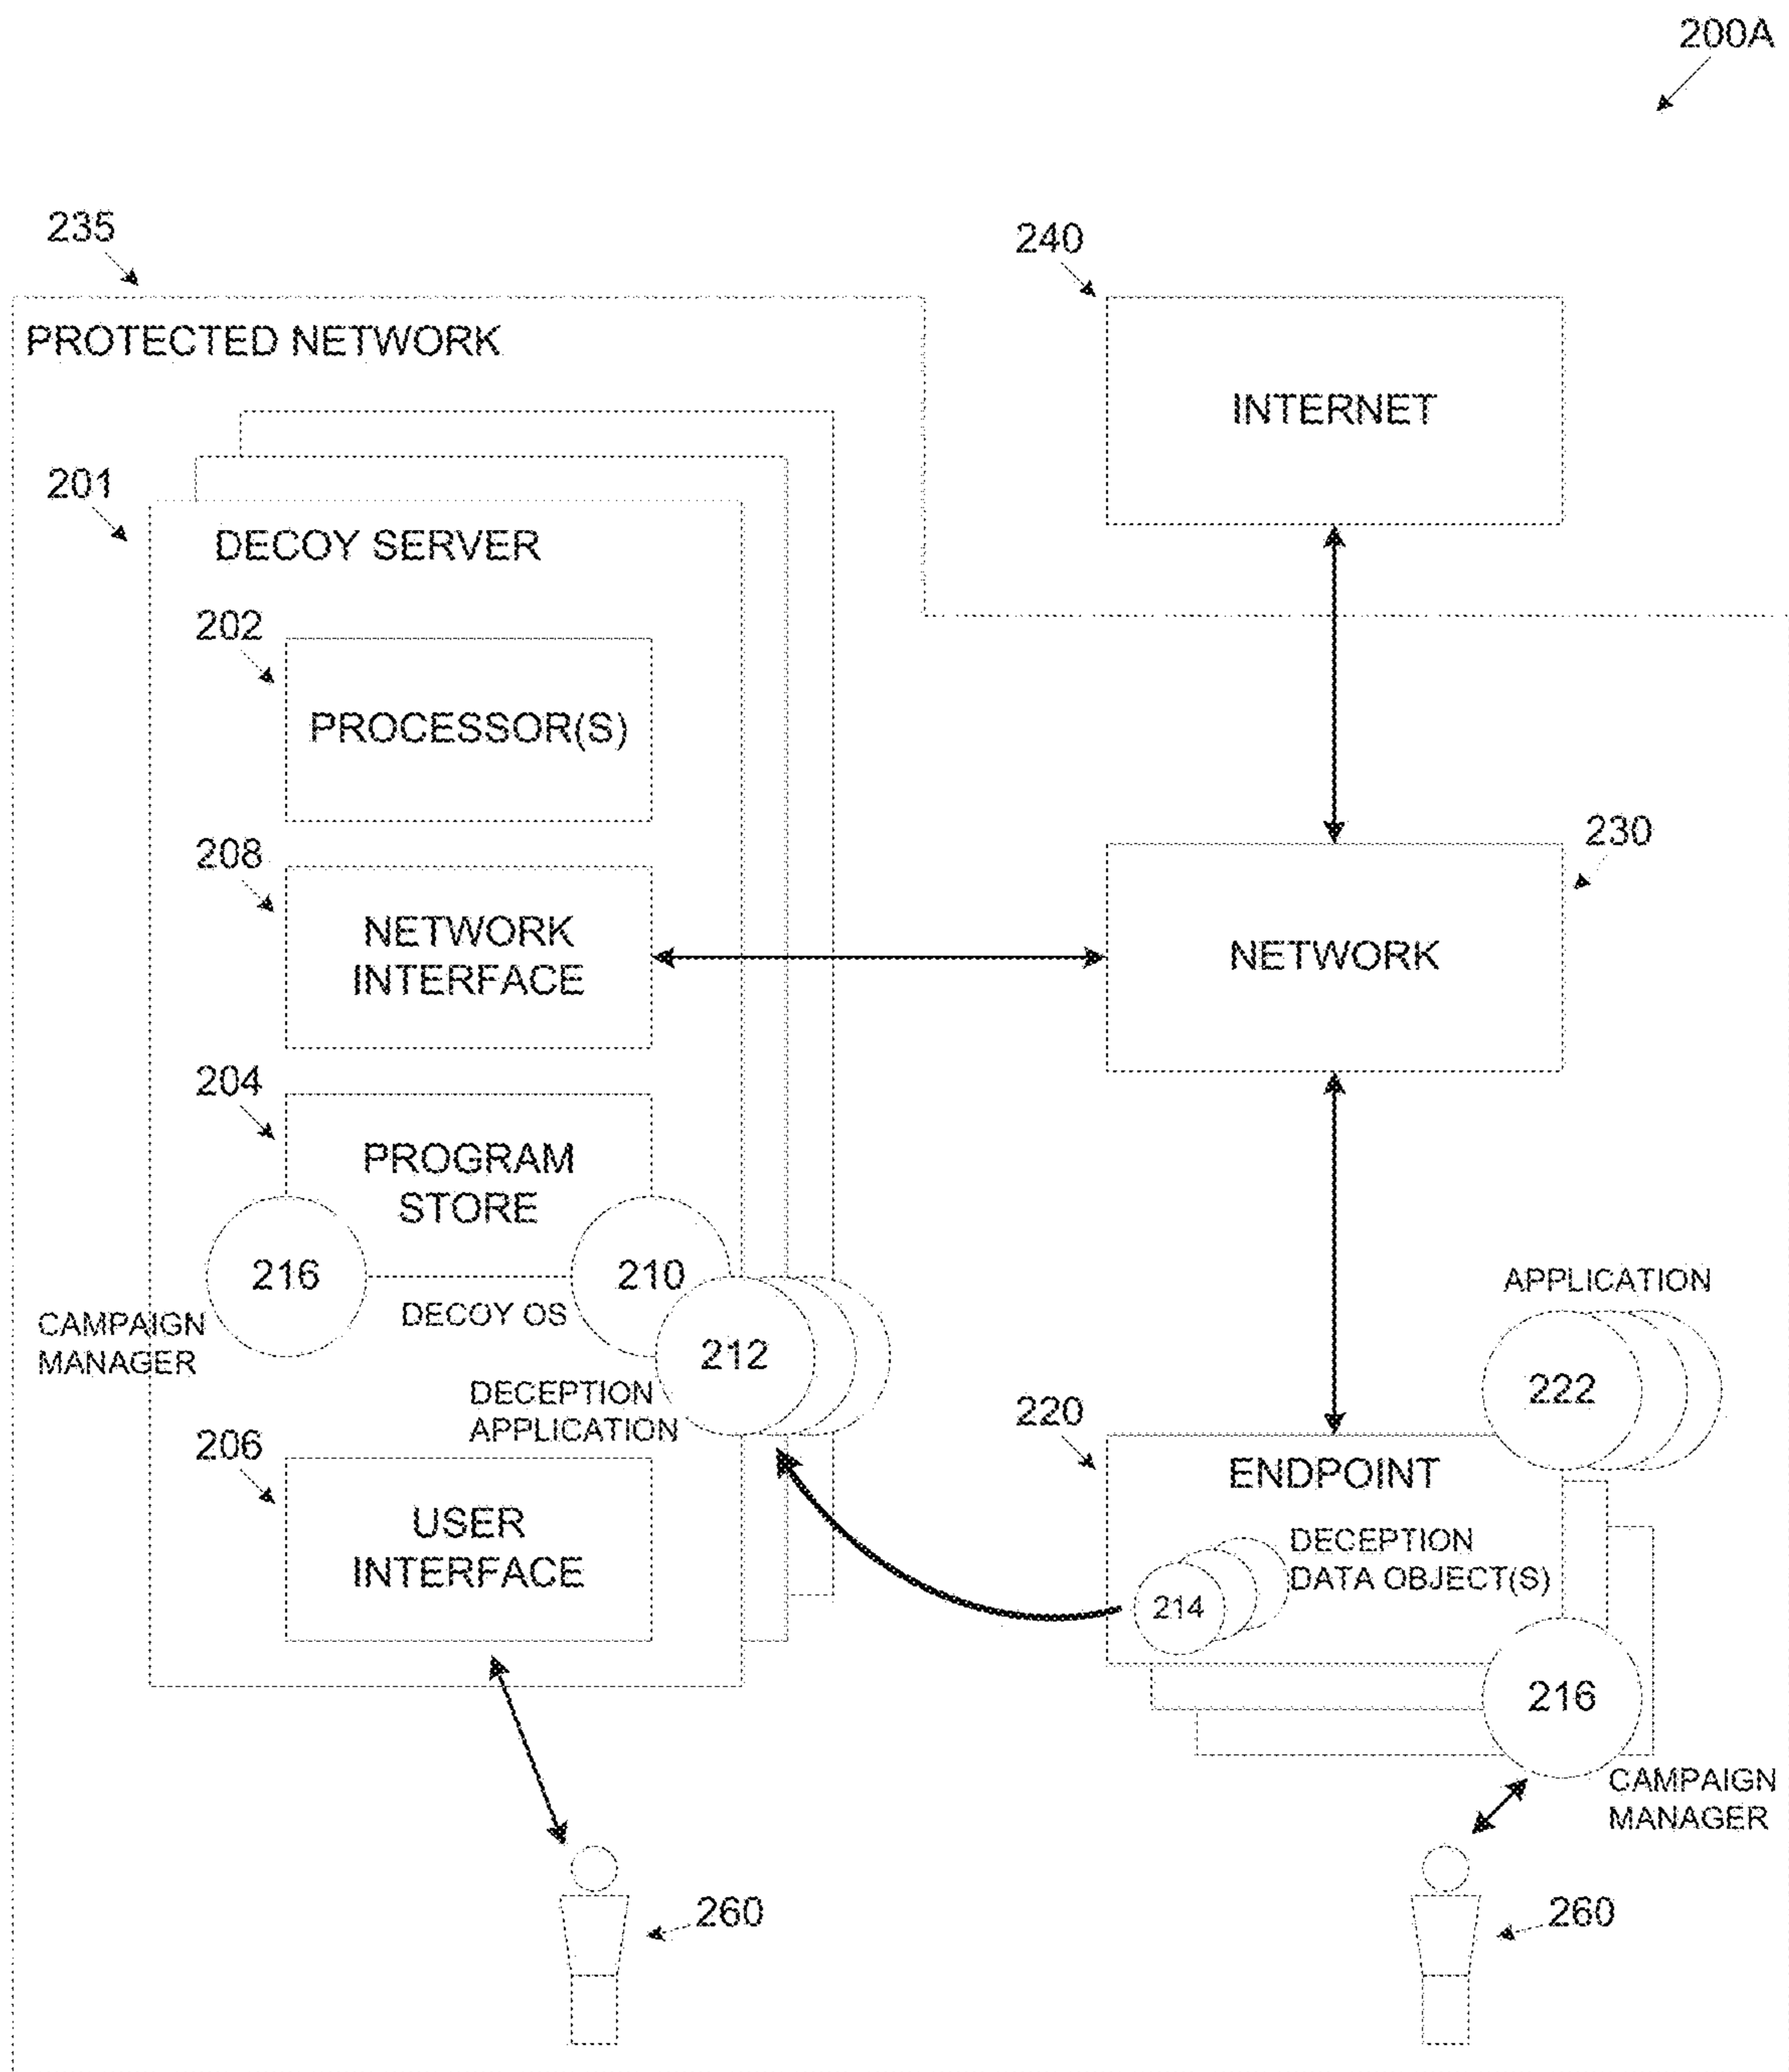 200A
235
240
PROTECTED NETWORK
INTERNET
201
DECOY SERVER
202
PROCESSOR(S)
208
NETWORK
INTERFACE
230
NETWORK
204
PROGRAM
STORE
216
210
DECOY OS
CAMPAIGN
MANAGER
212
DECEPTION
APPLICATION
APPLICATION
222
220
ENDPOINT
206
USER
INTERFACE
DECEPTION
DATA OBJECT(S)
214
216
CAMPAIGN
MANAGER
260
260